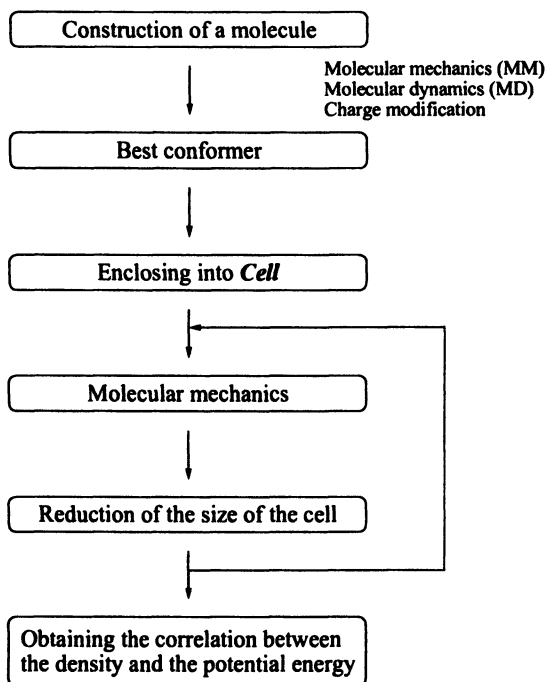 Construction of a molecule
Molecular mechanics (MM)
Molecular dynamics (MD)
Charge modification
Best conformer
Enclosing into Cell
Molecular mechanics
Reduction of the size of the cell
Obtaining the correlation between
the density and the potential energy